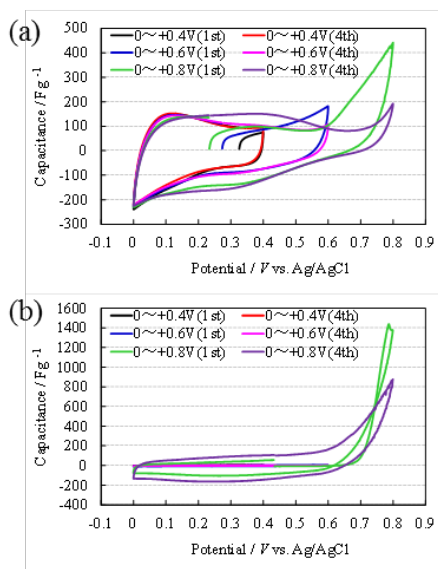 (a)
500
400
300
200
100
0
-100
-200
-300
Capacitance / Fg⁻¹
0～+0.4V(1st) 0～+0.4V(4th)
0～+0.6V(1st) 0～+0.6V(4th)
0～+0.8V(1st) 0～+0.8V(4th)
-0.1 0 0.1 0.2 0.3 0.4 0.5 0.6 0.7 0.8 0.9
Potential / V vs. Ag/AgCl
(b)
1600
1400
1200
1000
800
600
400
200
0
-200
-400
Capacitance / Fg⁻¹
0～+0.4V(1st) 0～+0.4V(4th)
0～+0.6V(1st) 0～+0.6V(4th)
0～+0.8V(1st) 0～+0.8V(4th)
-0.1 0 0.1 0.2 0.3 0.4 0.5 0.6 0.7 0.8 0.9
Potential / V vs. Ag/AgCl